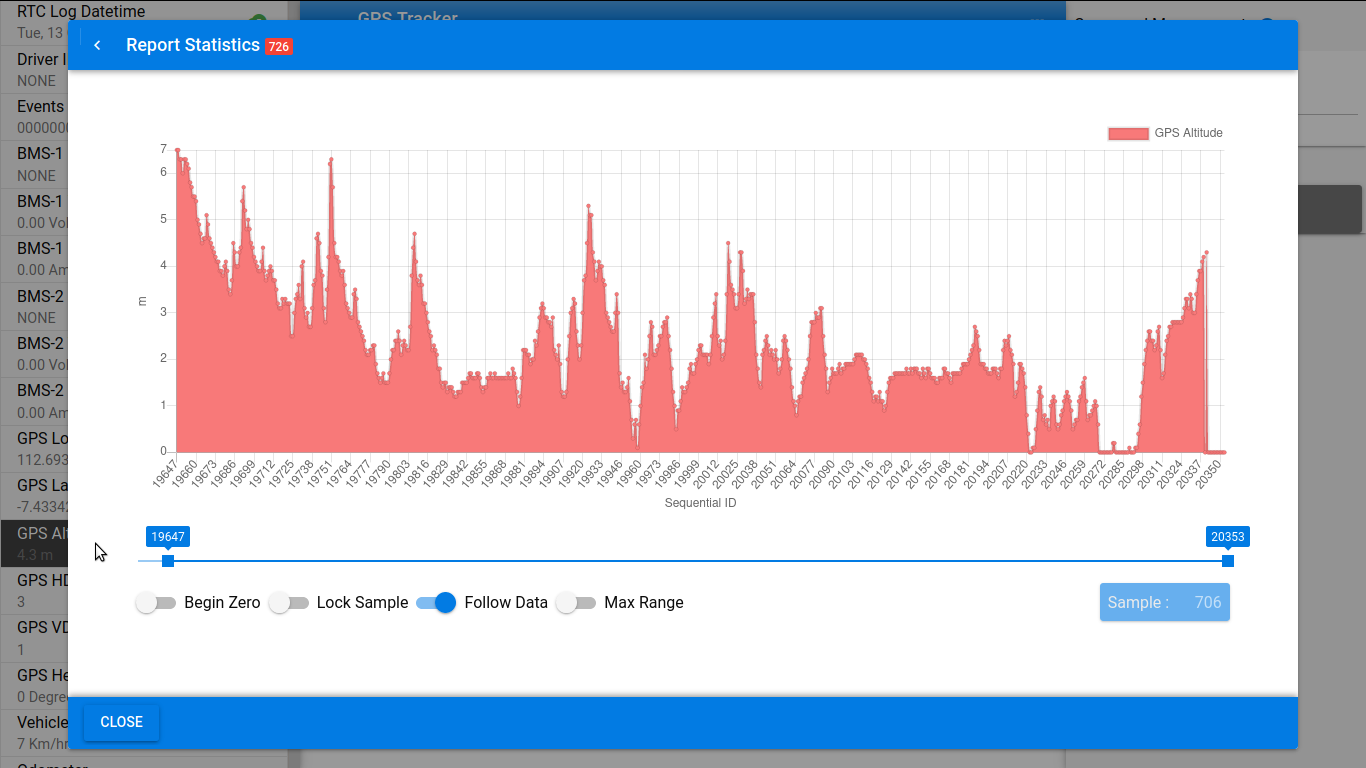 RTC Log Datetime
Tue, 13
Driver I
NONE
Events
000000
BMS-1
NONE
BMS-1
0.00 Vol
BMS-1
0.00 Am
BMS-2
NONE
BMS-2
0.00 Vol
BMS-2
0.00 Am
GPS Lo
112.693
GPS La
-7.4334
GPS Al
4.3 m
GPS HD
3
GPS VD
1
GPS He
0 Degre
Vehicle
7 Km/hr
Odometer
GPS Tracker
Report Statistics 726
GPS Altitude
7
6
5
4
3
2
1
0
m
19647 19660 19673 19686 19699 19712 19725 19738 19751 19764 19777 19790 19803 19816 19829 19842 19855 19868 19881 19894 19907 19920 19933 19946 19960 19973 19986 19999 20012 20025 20038 20051 20064 20077 20090 20103 20116 20129 20142 20155 20168 20181 20194 20207 20220 20233 20246 20259 20272 20285 20298 20311 20324 20337 20350
Sequential ID
19647
20353
Begin Zero Lock Sample Follow Data Max Range
Sample : 706
CLOSE